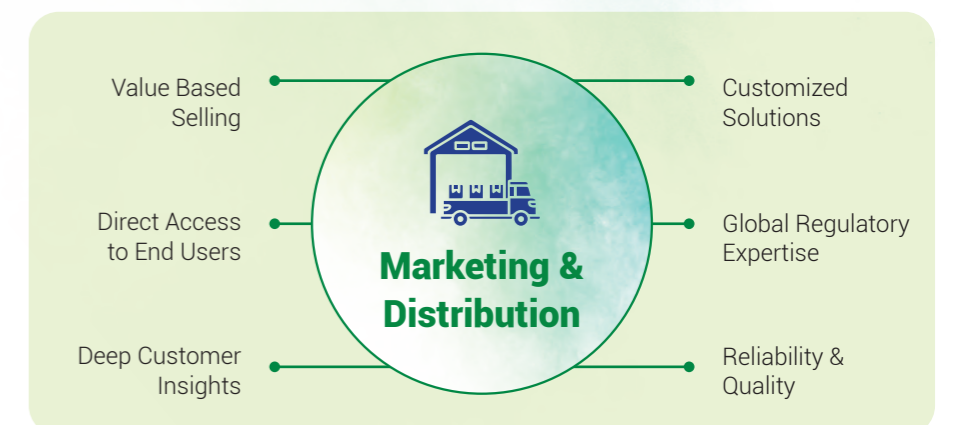 Value Based
Selling
Direct Access
to End Users
Deep Customer
Insights
Marketing &
Distribution
Customized
Solutions
Global Regulatory
Expertise
Reliability &
Quality